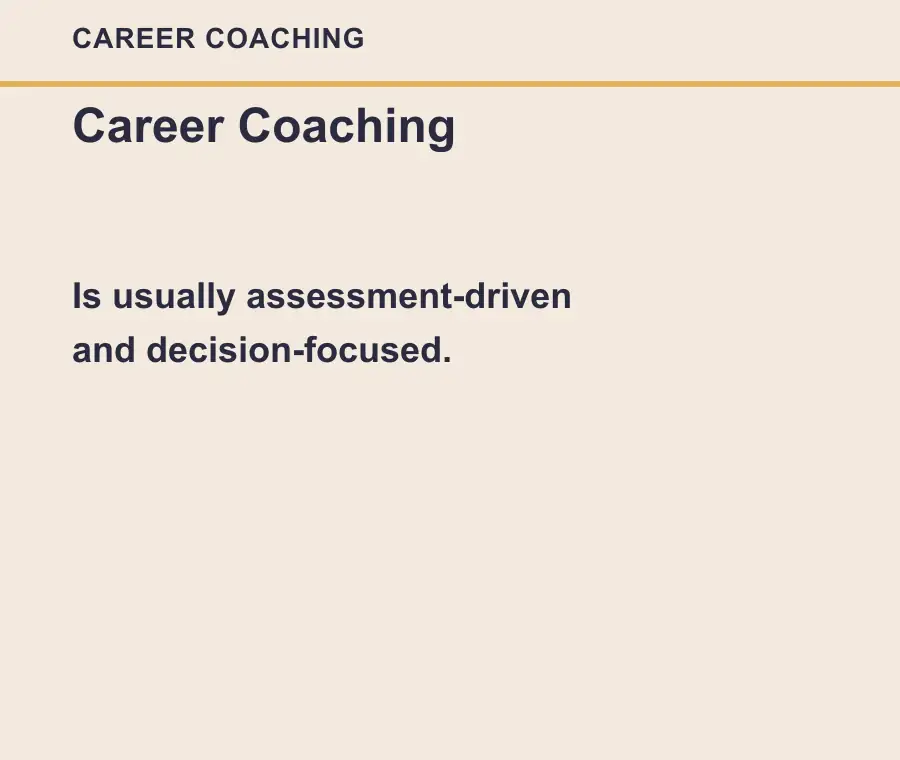 CAREER COACHING
Career Coaching
Is usually assessment-driven
and decision-focused.